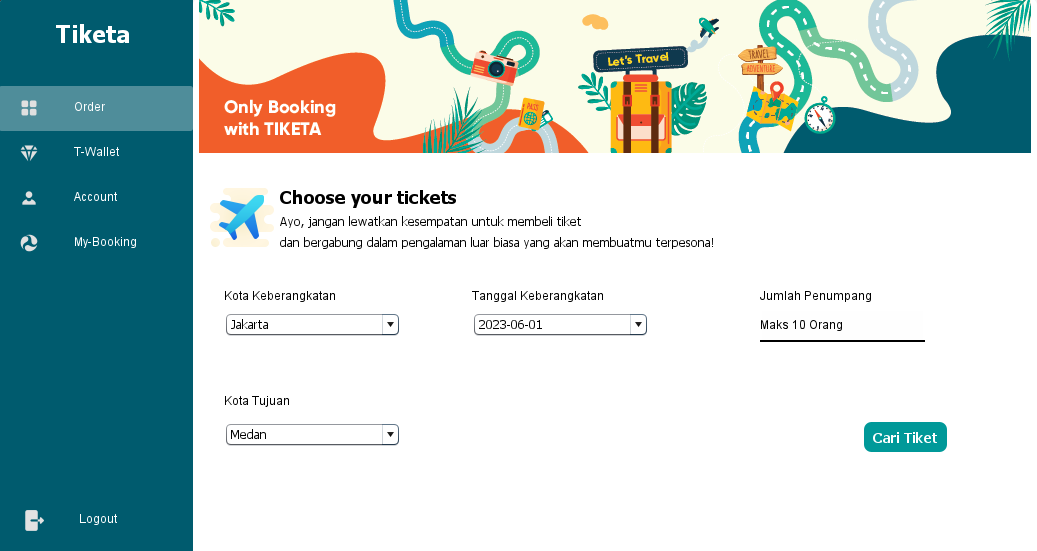 Tiketa
Order
T-Wallet
Account
My-Booking
Logout
Only Booking
with TIKETA
PASS
Let's Travel
TRAVEL
ADVENTURE
Choose your tickets
Ayo, jangan lewatkan kesempatan untuk membeli tiket
dan bergabung dalam pengalaman luar biasa yang akan membuatmu terpesona!
Kota Keberangkatan
Tanggal Keberangkatan
Jumlah Penumpang
Jakarta
2023-06-01
Maks 10 Orang
Kota Tujuan
Medan
Cari Tiket